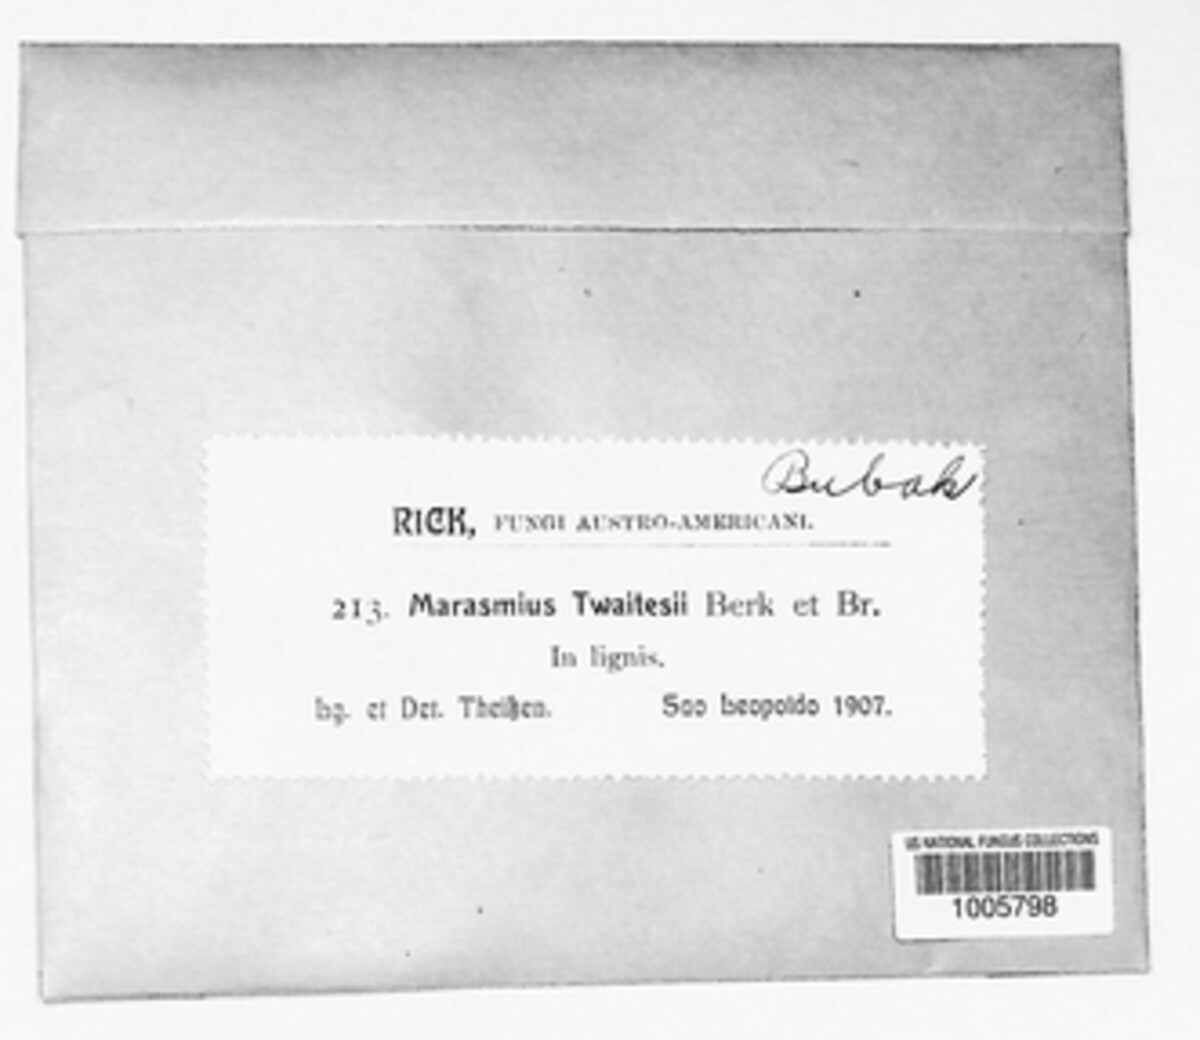 Bubak
RICK, FUNGI AUSTRO-AMERICANI.
213. Marasmius Twaitesii Berk et Br.
In lignis.
lg. et Det. Theißen. Sao Leopoldo 1907.
US NATIONAL FUNGUS COLLECTIONS
1005798